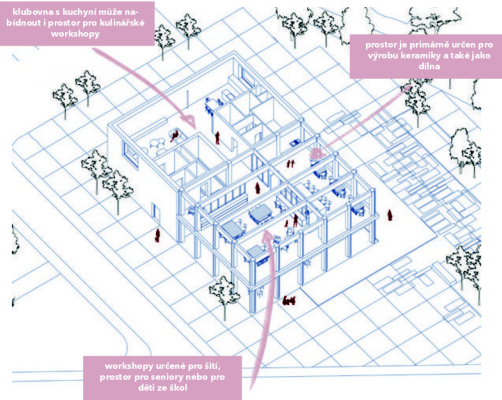 klubovna s kuchyní může na-
bídnout i prostor pro kulinářské
workshopy
prostor je primárně určen pro
výrobu keramiky a také jako
dílna
workshopy určené pro šití,
prostor pro seniory nebo pro
děti ze škol